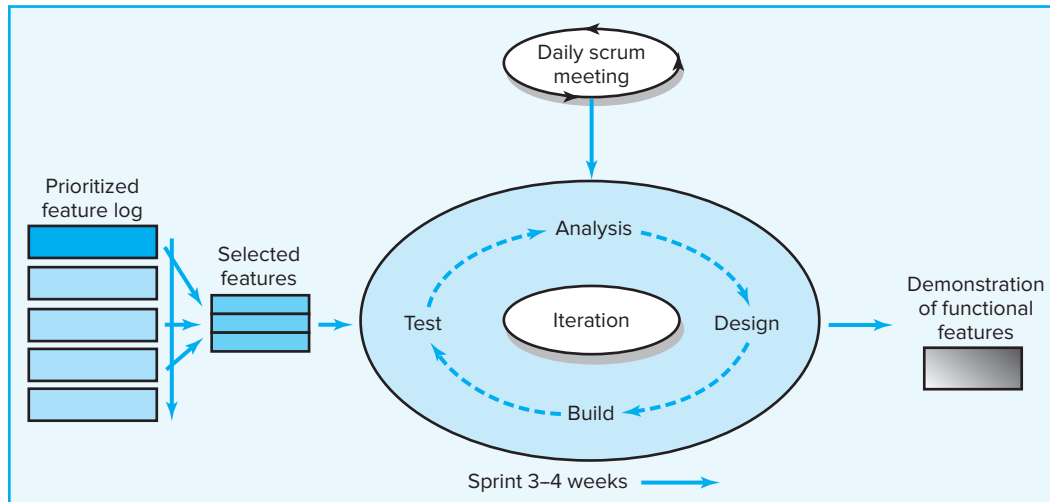 Daily scrum
meeting
Prioritized
feature log
Selected
features
Analysis
Test
Iteration
Design
Build
Demonstration
of functional
features
Sprint 3–4 weeks